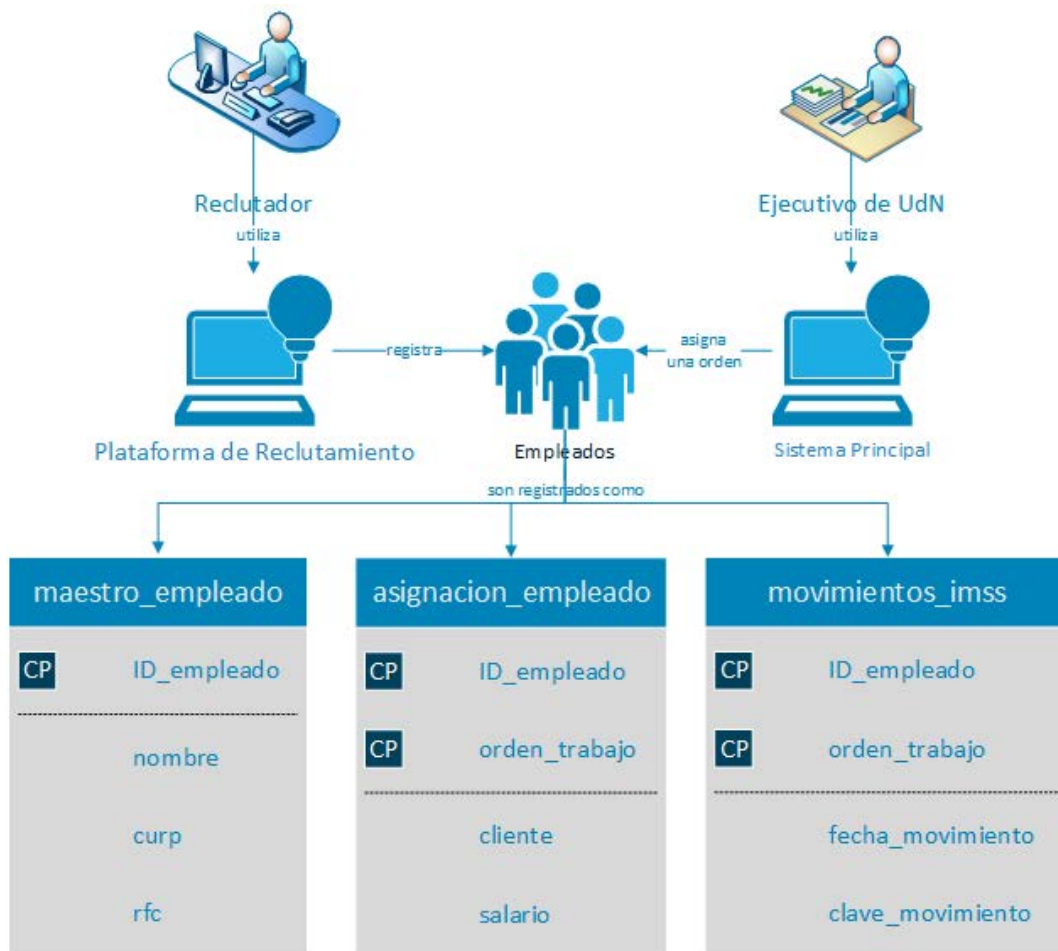 Reclutador
Ejecutivo de UdN
utiliza
utiliza
registra
asigna
una orden
Plataforma de Reclutamiento
Empleados
Sistema Principal
son registrados como
maestro_empleado
CP ID_empleado
nombre
curp
rfc
asignacion_empleado
CP ID_empleado
CP orden_trabajo
cliente
salario
movimientos_imss
CP ID_empleado
CP orden_trabajo
fecha_movimiento
clave_movimiento